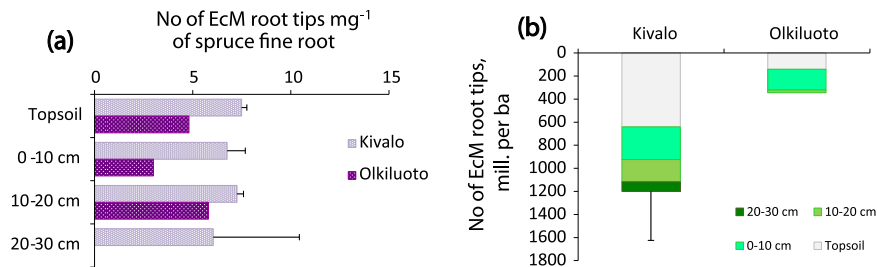 (a)
No of EcM root tips mg-1
of spruce fine root
0 5 10 15
Topsoil
0 -10 cm
10-20 cm
20-30 cm
Kivalo
Olkiluoto
(b)
Kivalo Olkiluoto
No of EcM root tips,
mill. per ba
0
200
400
600
800
1000
1200
1400
1600
1800
20-30 cm 10-20 cm
0-10 cm Topsoil